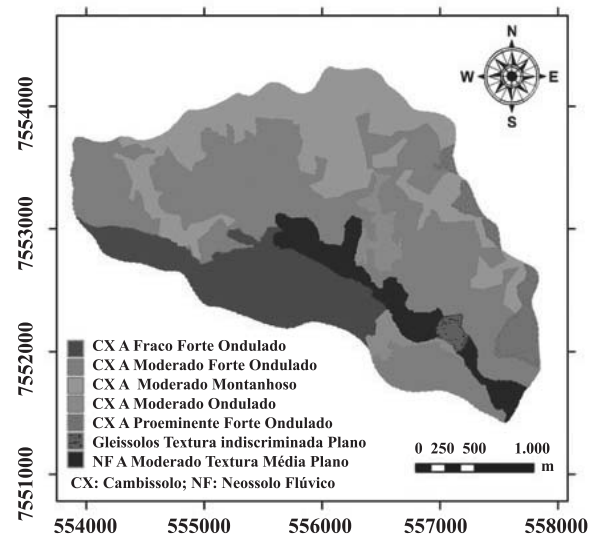 N
W E
S
7554000
7553000
7552000
7551000
CX A Fraco Forte Ondulado
CX A Moderado Forte Ondulado
CX A Moderado Montanhoso
CX A Moderado Ondulado
CX A Proeminente Forte Ondulado
Gleissolos Textura indiscriminada Plano
NF A Moderado Textura Média Plano
CX: Cambissolo; NF: Neossolo Flúvico
0 250 500 1.000
m
554000 555000 556000 557000 558000